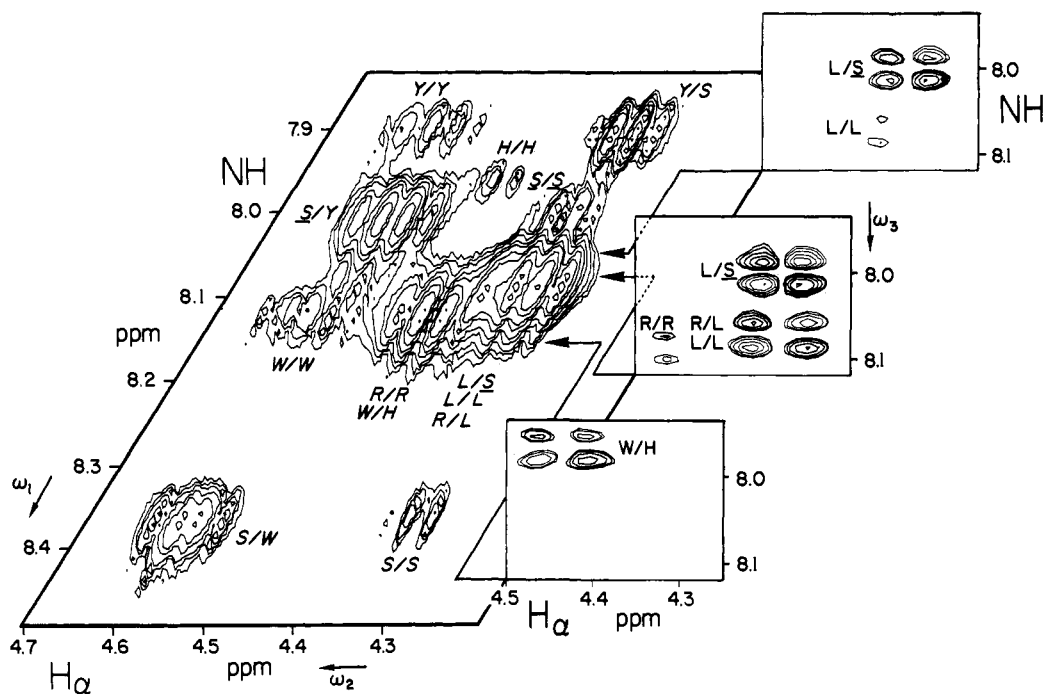 Y/Y
Y/S
7.9
NH
H/H
S/S
8.0
S/Y
8.1
ppm
W/W
8.2
R/R
W/H
L/S
L/L
R/L
8.3
ω₁
8.4
S/W
S/S
4.7 4.6 4.5 4.4 4.3
Hα ppm ω₂
L/S
L/L
8.0
NH
8.1
ω₃
L/S
R/R R/L
L/L
8.0
8.1
W/H
8.0
8.1
4.5 4.4 4.3
Hα ppm